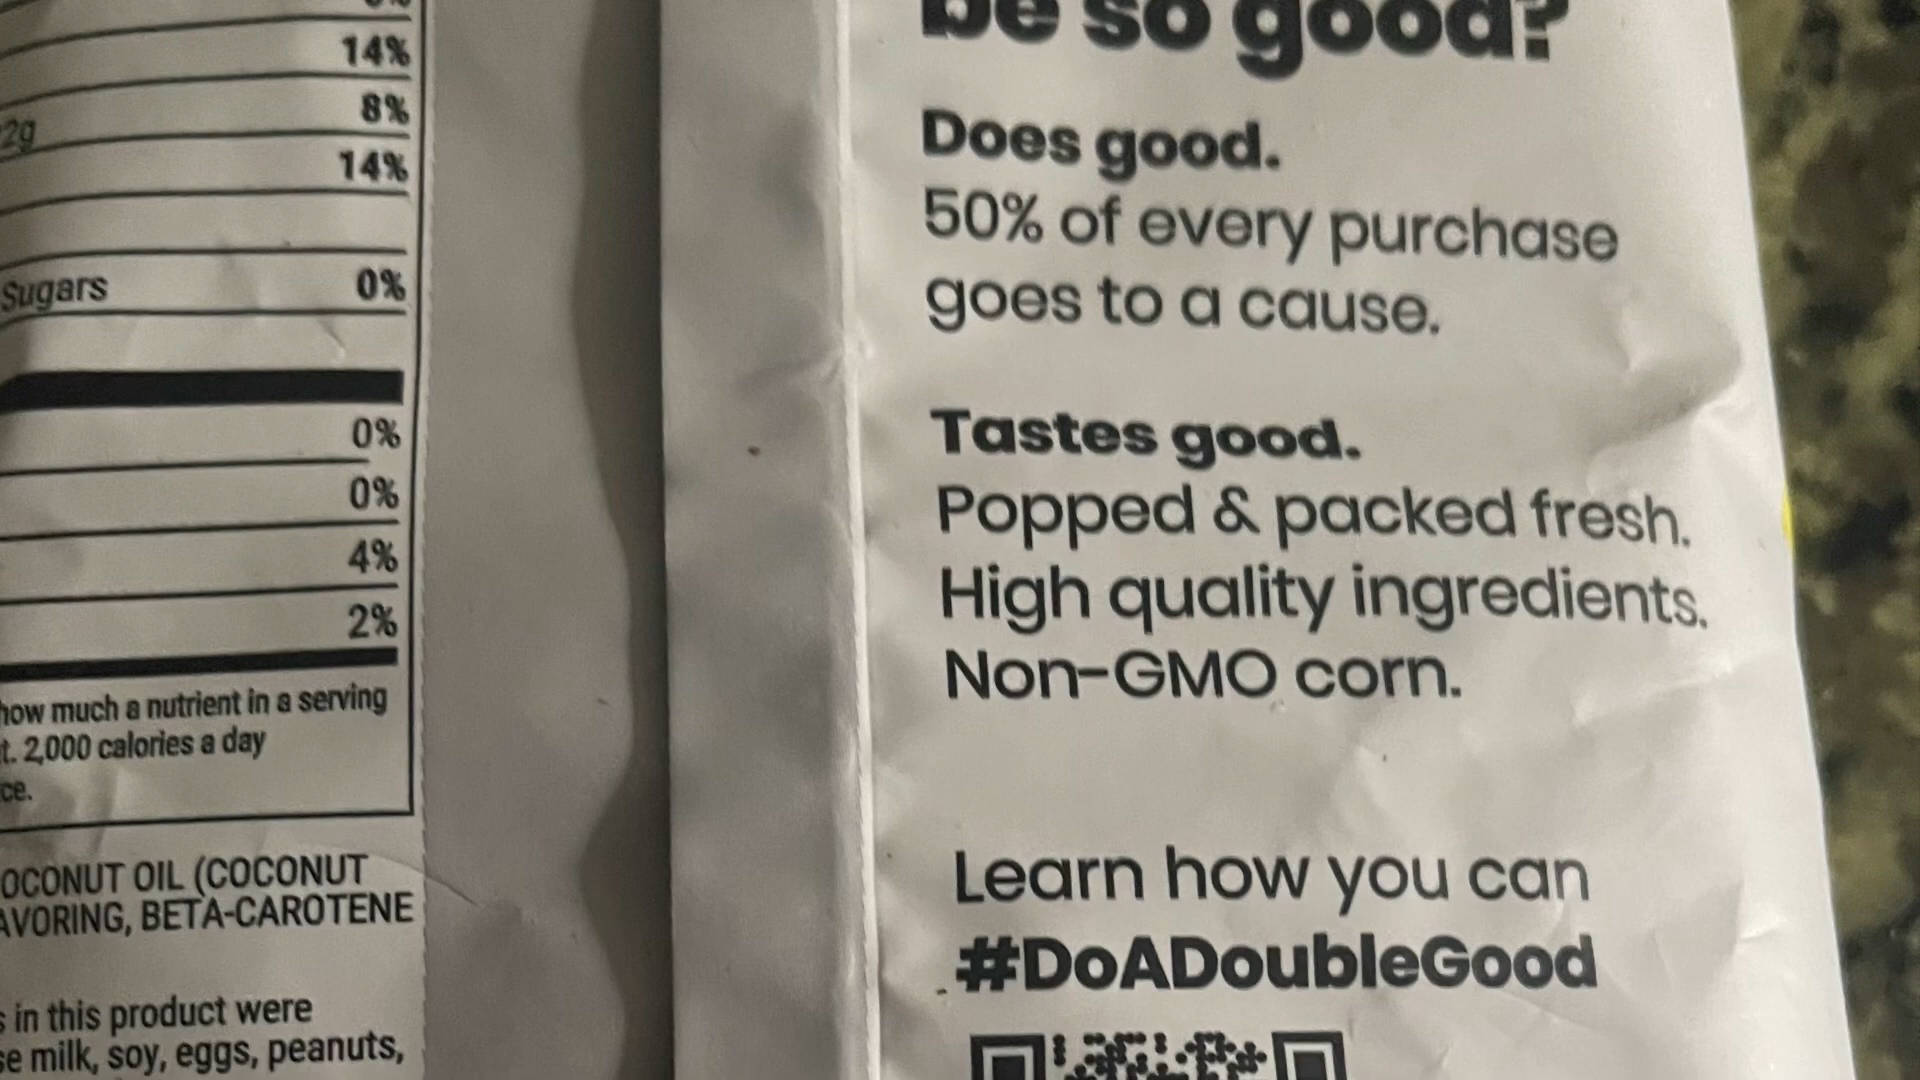 14%
8%
2g
14%
Sugars 0%
0%
0%
4%
2%
how much a nutrient in a serving
t. 2,000 calories a day
ce.
OCONUT OIL (COCONUT
AVORING, BETA-CAROTENE
s in this product were
se milk, soy, eggs, peanuts,
be so good?
Does good.
50% of every purchase
goes to a cause.
Tastes good.
Popped & packed fresh.
High quality ingredients.
Non-GMO corn.
Learn how you can
#DoADoubleGood